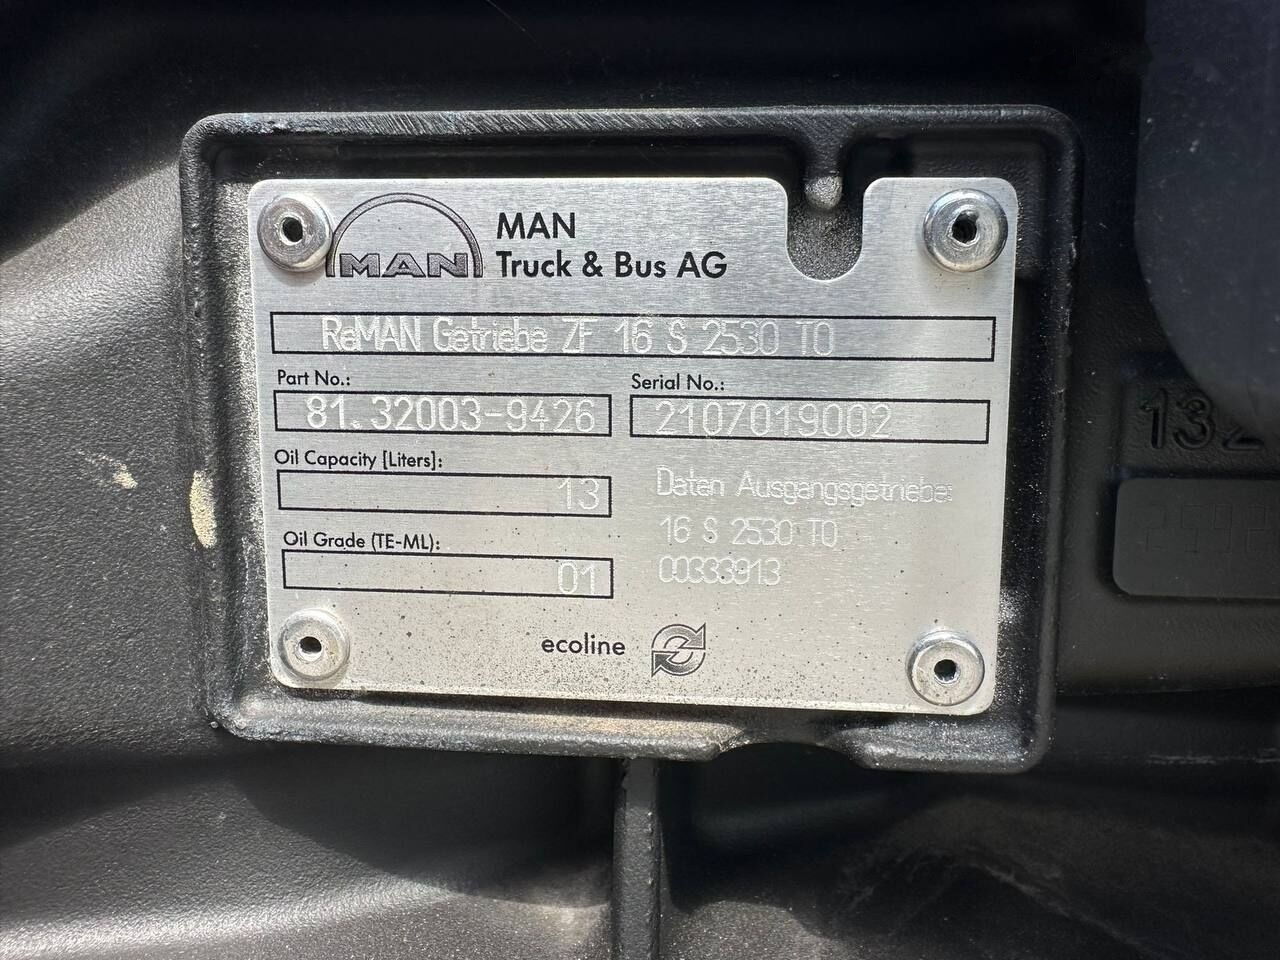 MAN
MAN
Truck & Bus AG
ReMAN Getriebe ZF 16 S 2530 TO
Part No.:
81.32003-9426
Serial No.:
2107019002
Oil Capacity [Liters]:
13
Daten Ausgangsgetriebe:
16 S 2530 TO
00333913
Oil Grade (TE-ML):
01
ecoline